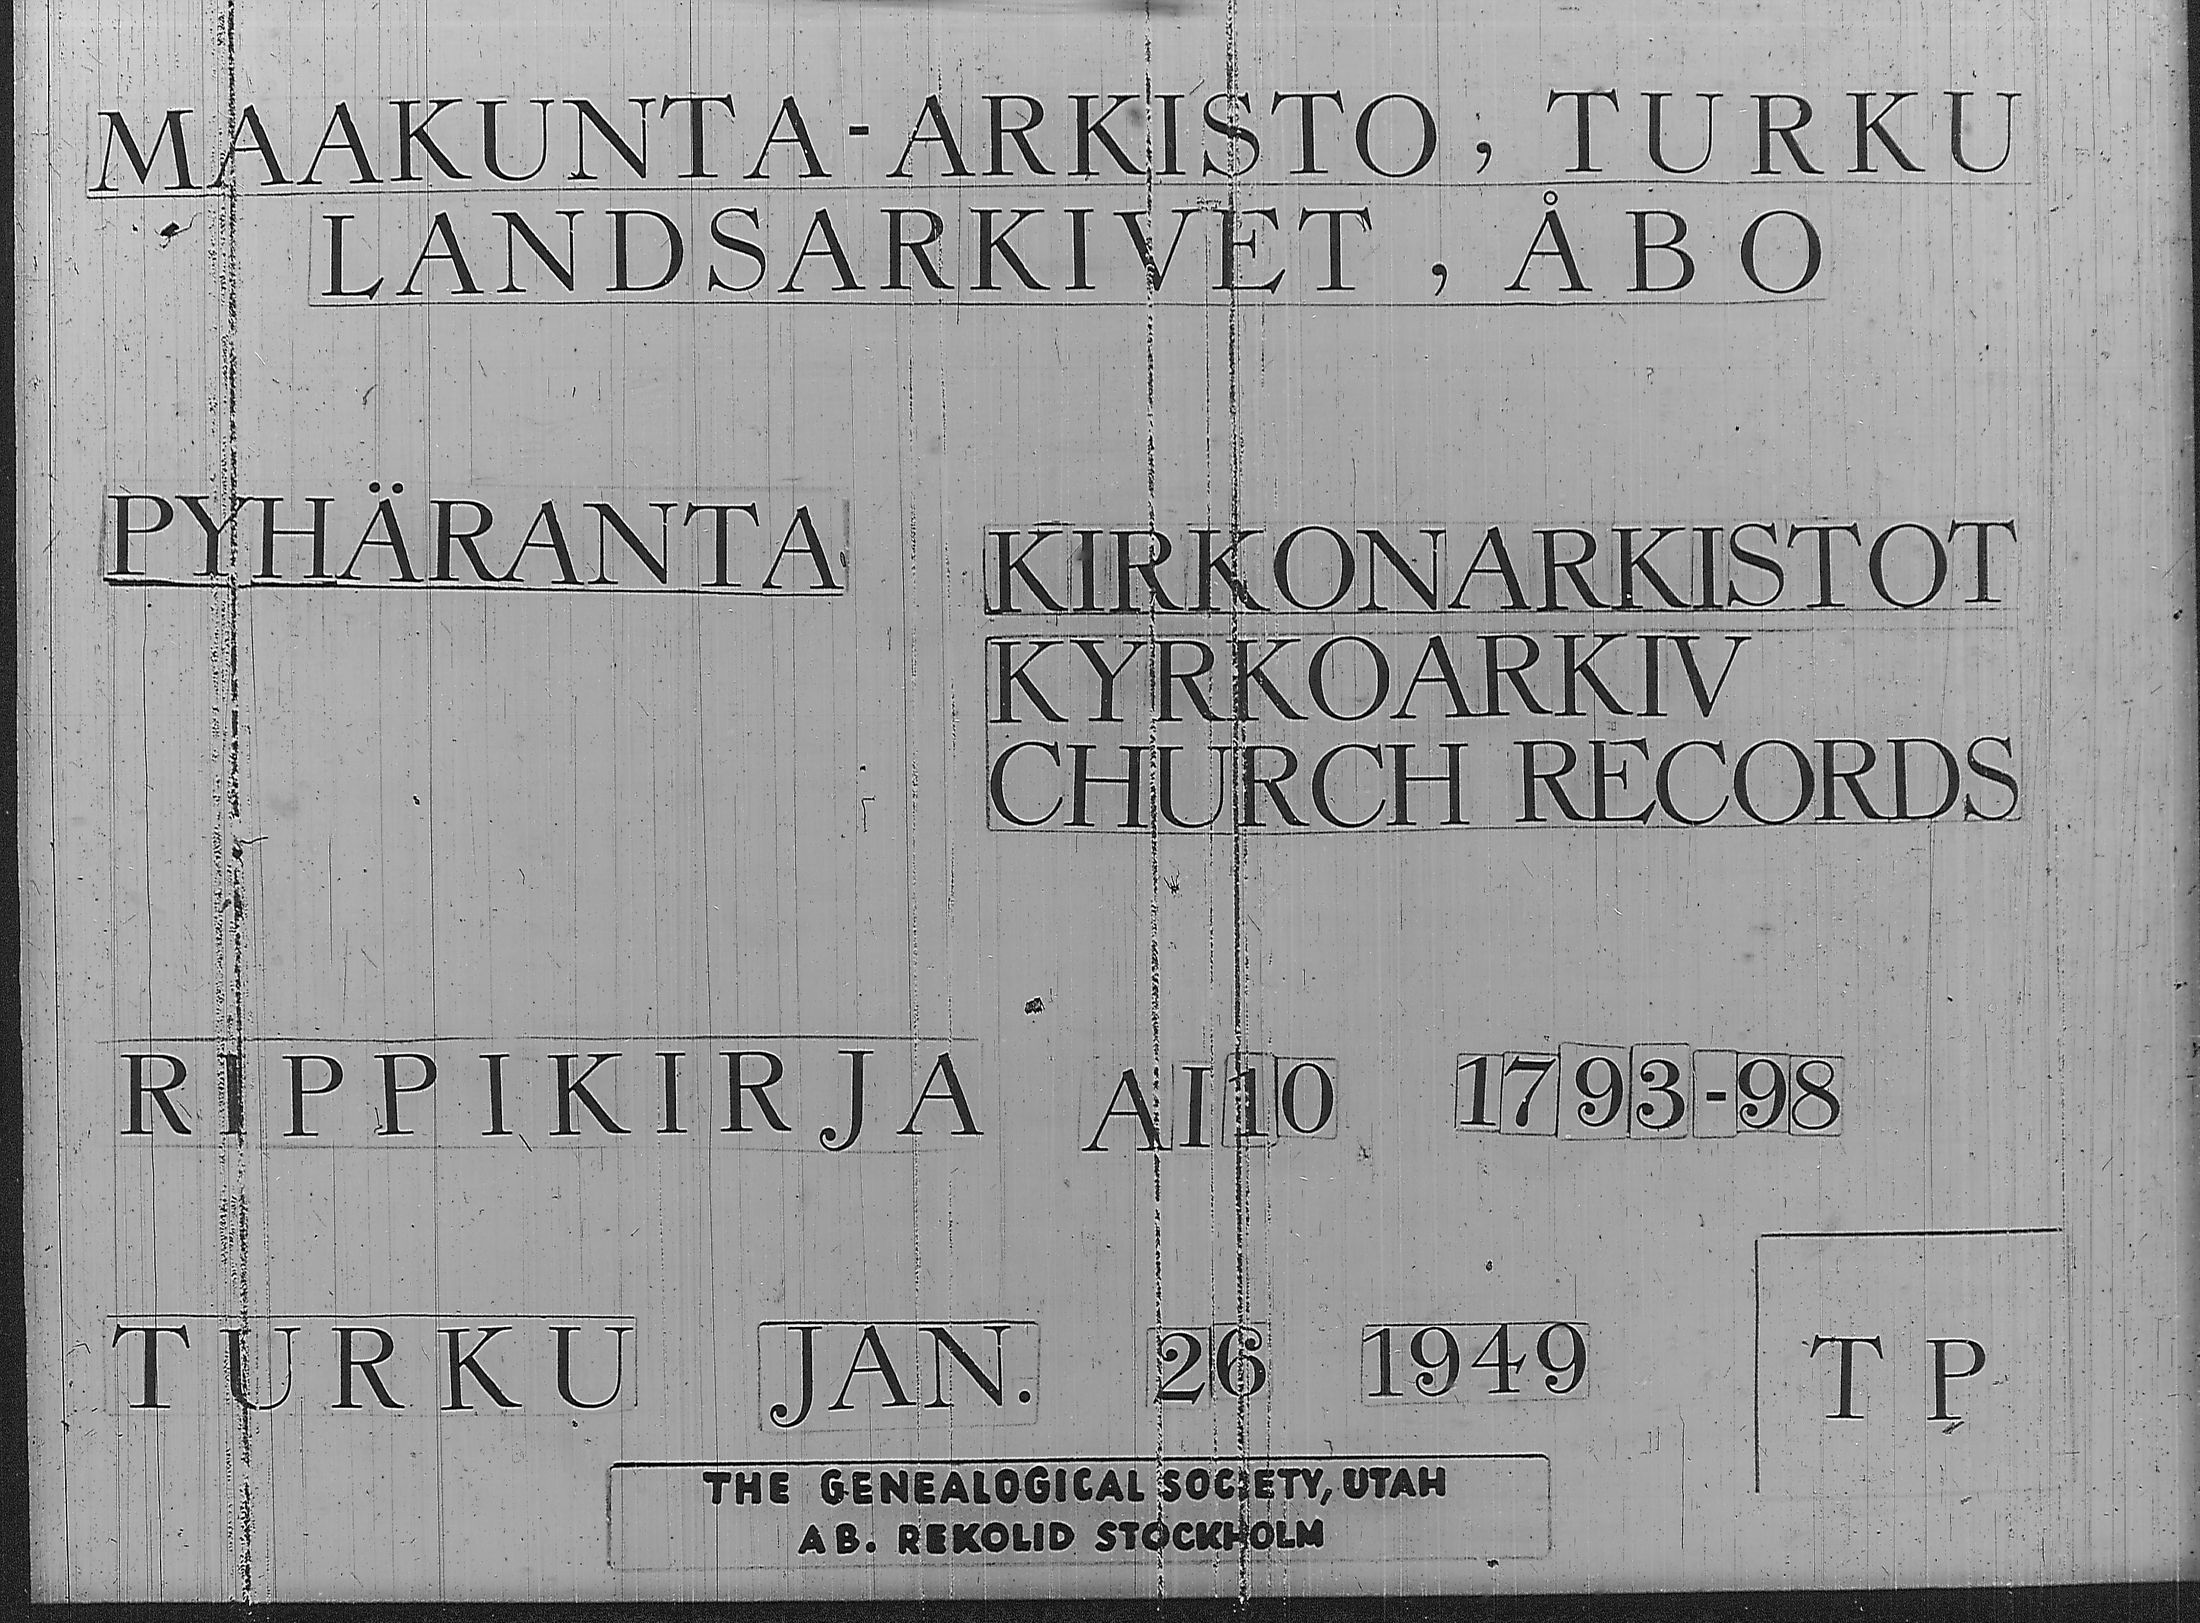 MAAKUNTA-ARKISTO, TURKU
LANDSARKIVET, ÅBO
PYHÄRANTA
KIRKONARKISTOT
KYRKOARKIV
CHURCH RECORDS
RIPPIKIRJA AI10 1793-98
TURKU JAN. 26 1949 TP
THE GENEALOGICAL SOCIETY, UTAH
AB. REKOLID STOCKHOLM